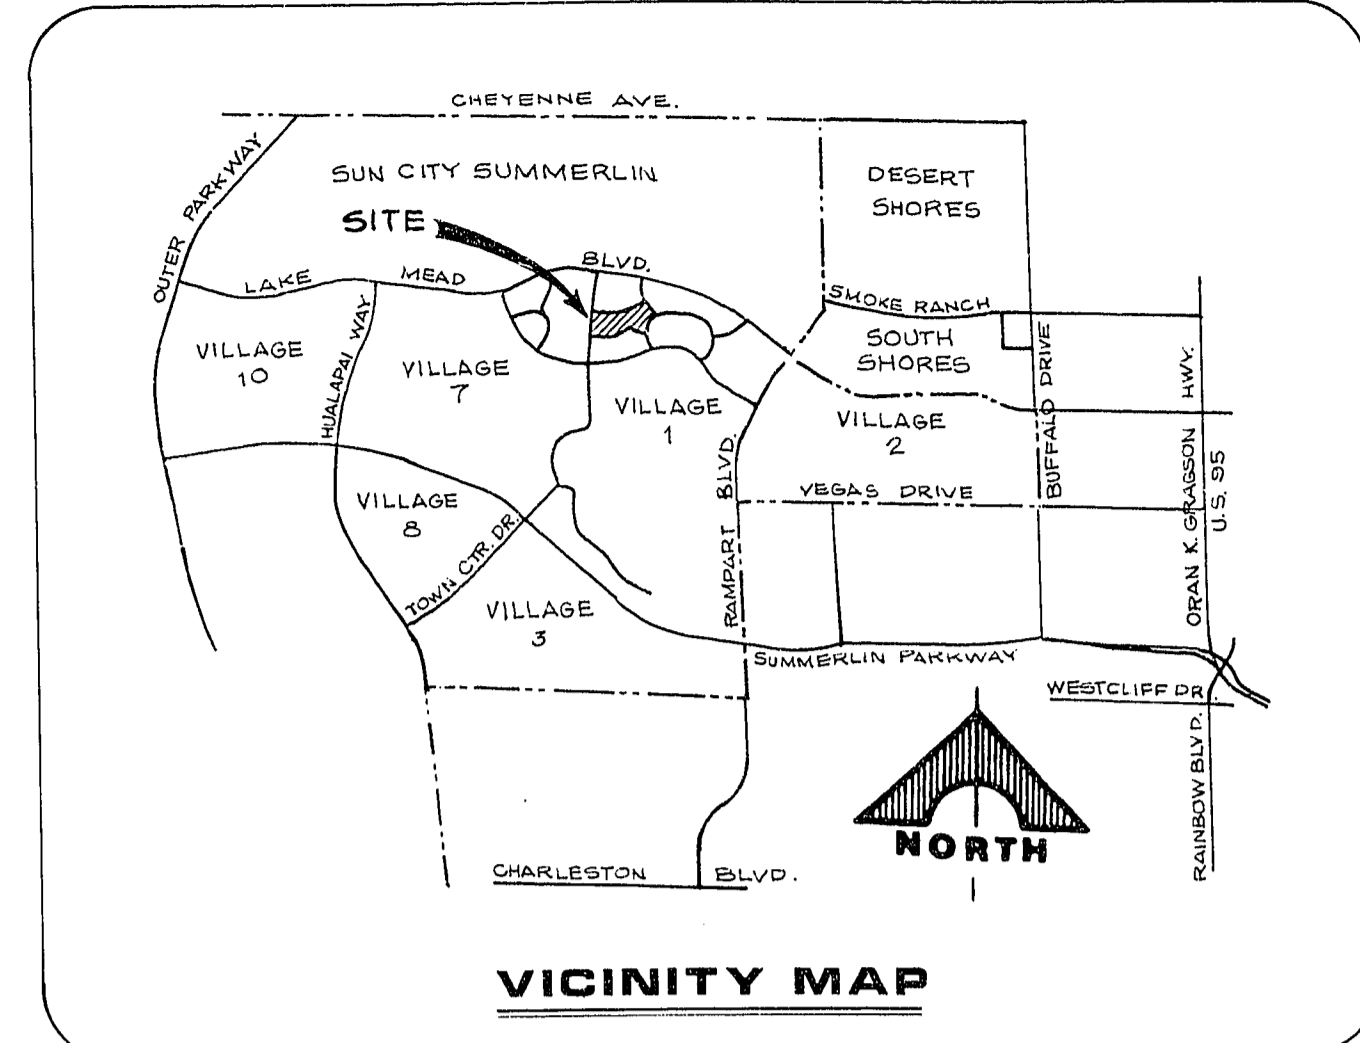 CHEYENNE AVE.
SUN CITY SUMMERLIN
DESERT
SHORES
SITE
OUTER PARKWAY
LAKE MEAD BLVD.
SMOKE RANCH
SOUTH
SHORES
VILLAGE
10
HUALAPAI WAY
VILLAGE
7
VILLAGE
1
VILLAGE
2
BUFFALO DRIVE
ORAN K. GRAGSON HWY.
U.S. 95
VILLAGE
8
TOWN CTR. DR.
RAMPART BLVD.
VEGAS DRIVE
VILLAGE
3
SUMMERLIN PARKWAY
WESTCLIFF DR.
RAINBOW BLVD.
NORTH
CHARLESTON BLVD.
VICINITY MAP